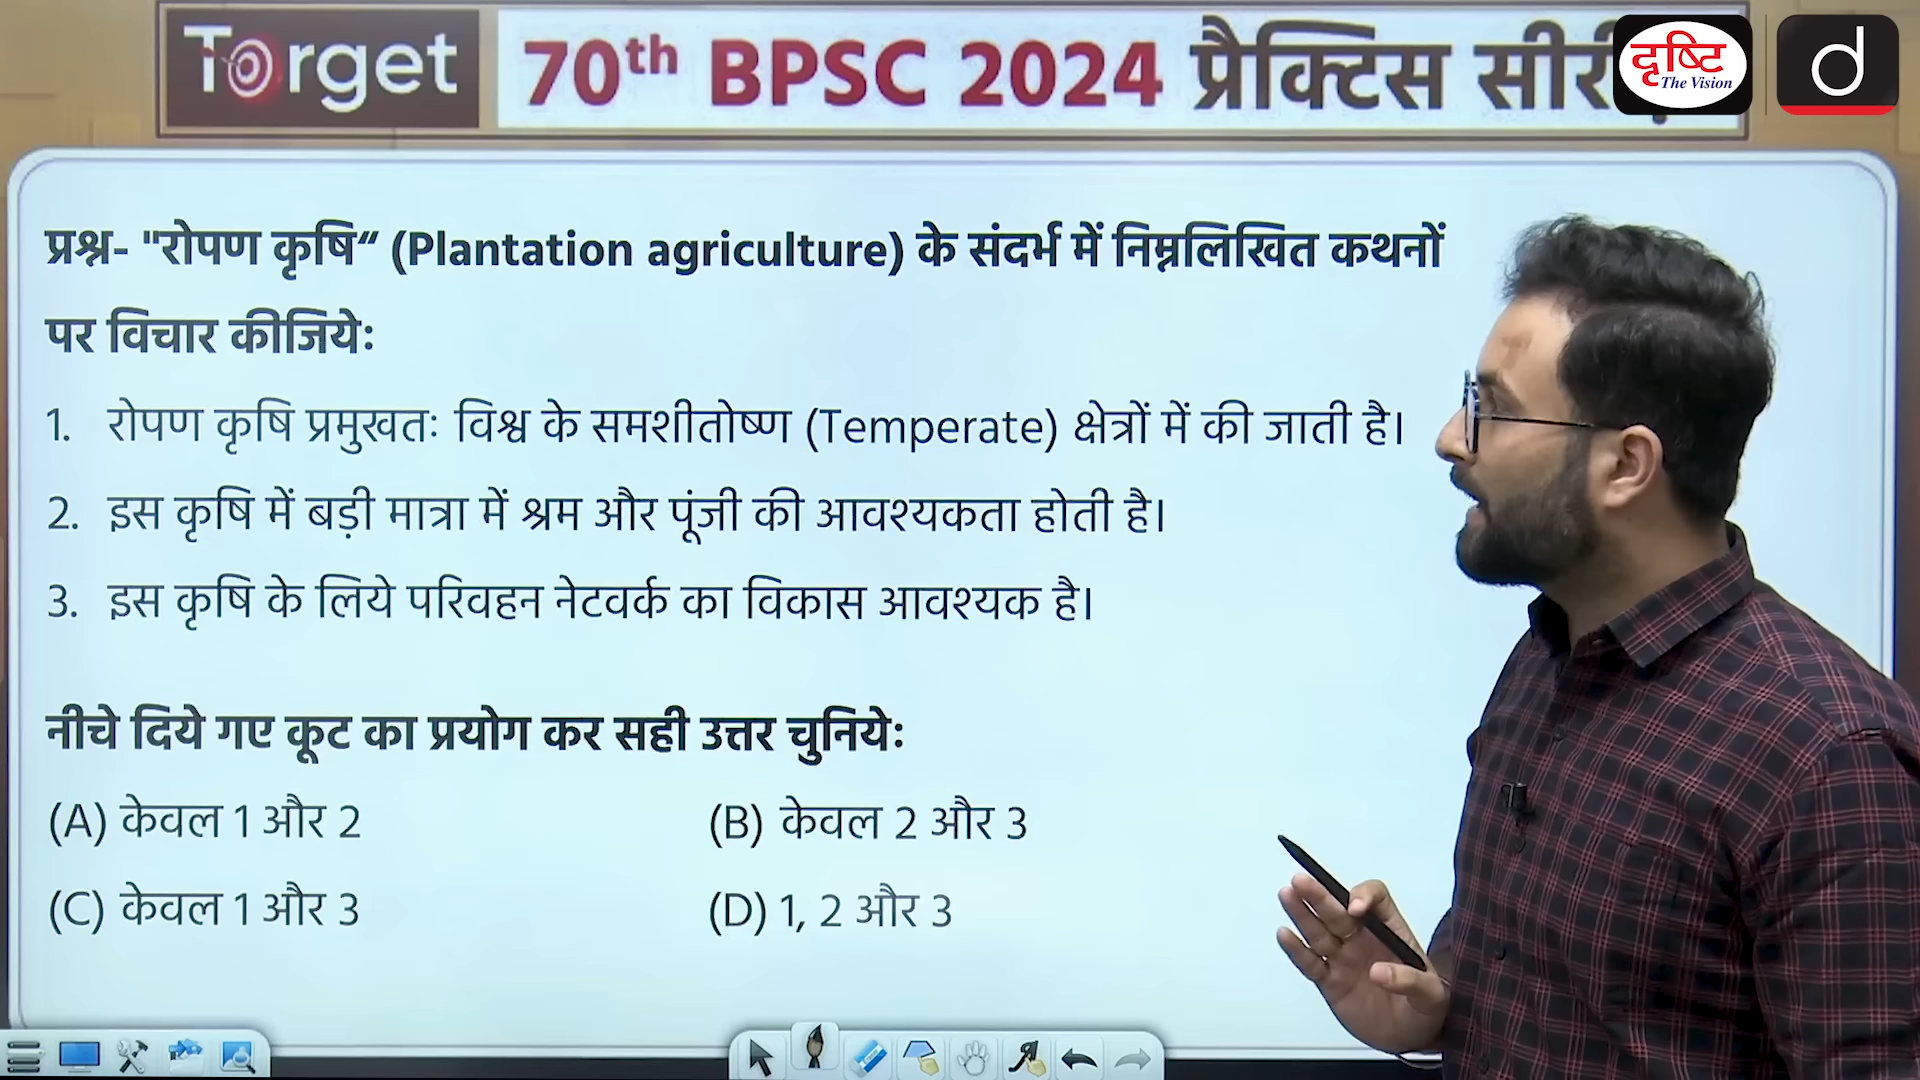 Target
70th BPSC 2024 प्रैक्टिस
दृष्टि
The Vision
d
प्रश्न- "रोपण कृषि“ (Plantation agriculture) के संदर्भ में निम्नलिखित कथनों
पर विचार कीजिये:
1. रोपण कृषि प्रमुखतः विश्व के समशीतोष्ण (Temperate) क्षेत्रों में की जाती है।
2. इस कृषि में बड़ी मात्रा में श्रम और पूंजी की आवश्यकता होती है।
3. इस कृषि के लिये परिवहन नेटवर्क का विकास आवश्यक है।
नीचे दिये गए कूट का प्रयोग कर सही उत्तर चुनिये:
(A) केवल 1 और 2
(B) केवल 2 और 3
(C) केवल 1 और 3
(D) 1, 2 और 3